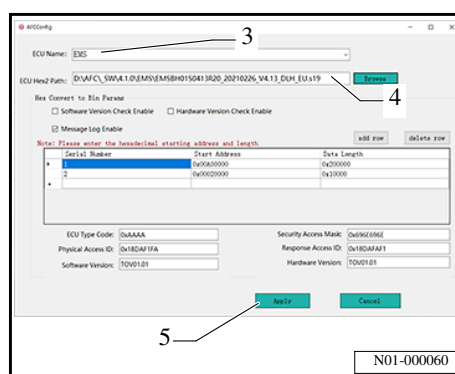 AFCConfig
3
ECU Name: EMS
ECU Hex2 Path: D:\AFC\_SW\4.1.0\EMS\EMSBH01S0413R20_20210226_V4.13_DLH_EU.s19 Browse
4
Hex Convert to Bin Params
Software Version Check Enable Hardware Version Check Enable
Message Log Enable
add row delete row
Note: Please enter the hexadecimal starting address and length
Serial Number Start Address Data Length
1 0x00A00000 0x200000
2 0x00020000 0x10000
ECU Type Code: 0xAAAA Security Access Mask: 0x696E696E
Physical Access ID: 0x18DAF1FA Response Access ID: 0x18DAFAF1
Software Version: TOV01.01 Hardware Version: TOV01.01
Apply Cancel
5
N01-000060